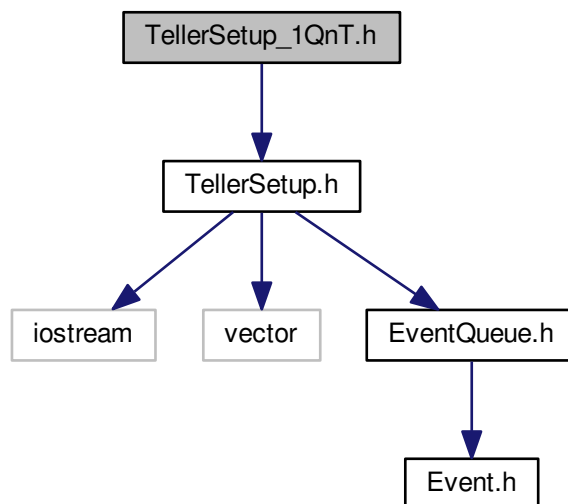 TellerSetup_1QnT.h
TellerSetup.h
iostream
vector
EventQueue.h
Event.h